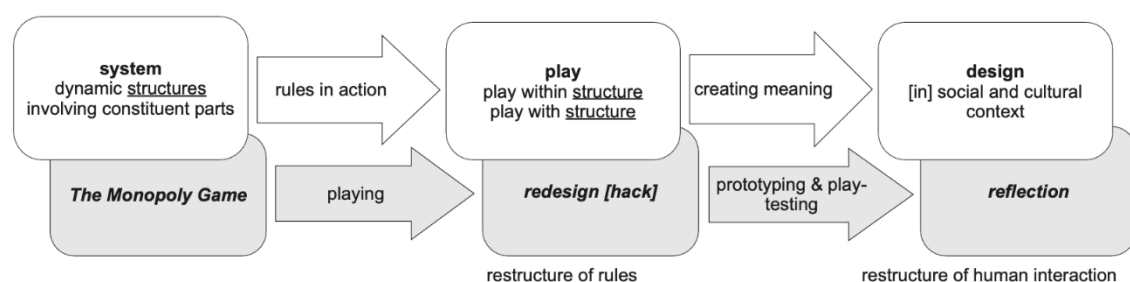 system
dynamic structures
involving constituent parts
rules in action
play
play within structure
play with structure
creating meaning
design
[in] social and cultural
context
The Monopoly Game
playing
redesign [hack]
prototyping & play-
testing
reflection
restructure of rules
restructure of human interaction